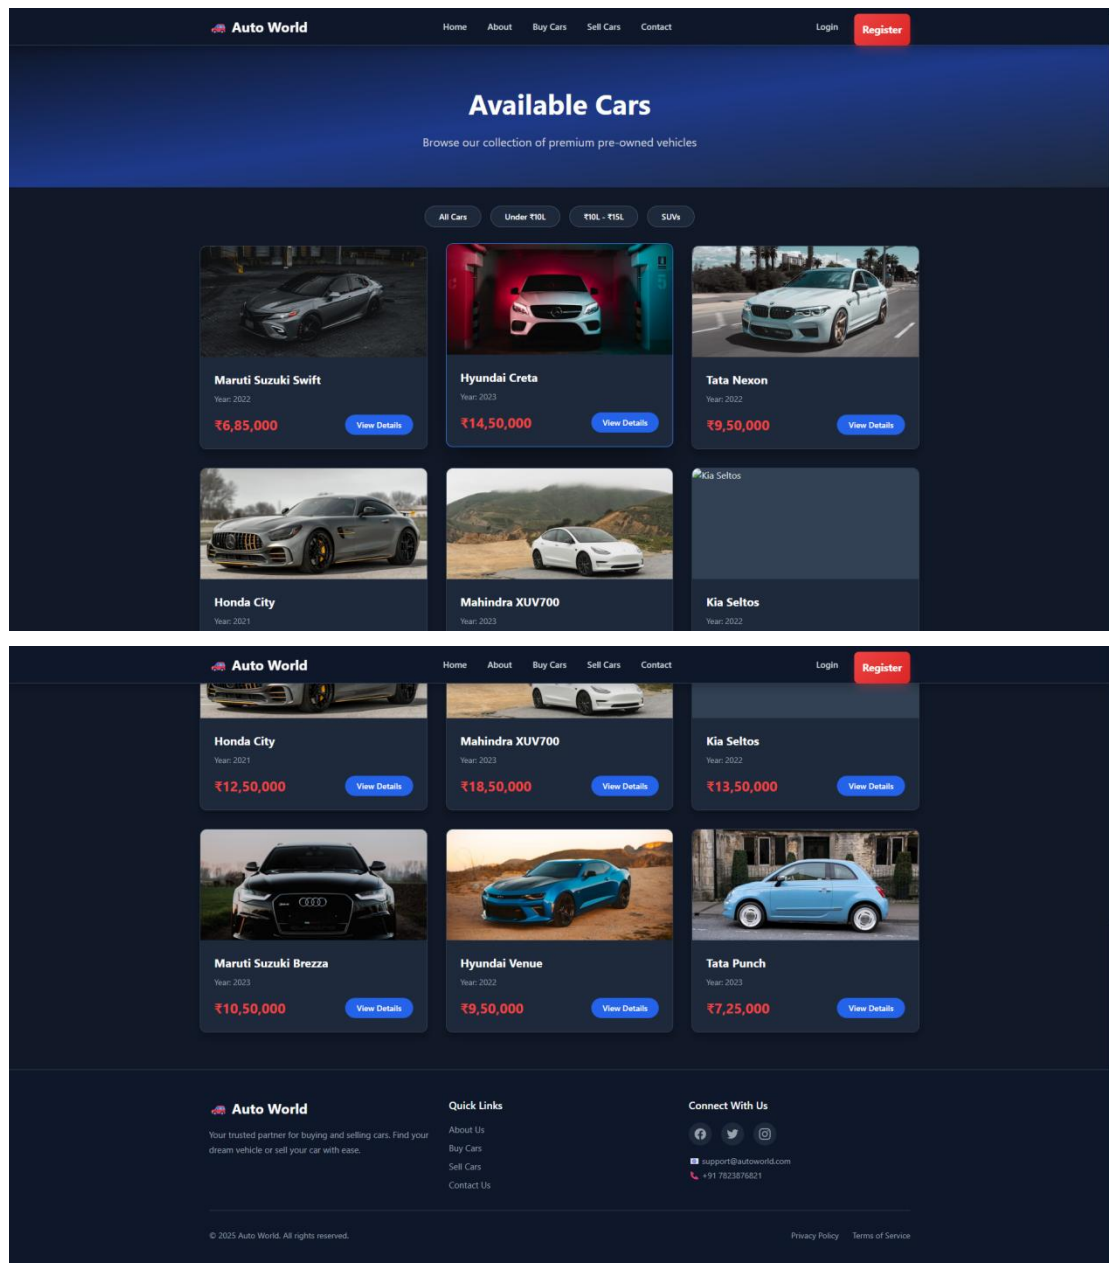 Auto World
Home About Buy Cars Sell Cars Contact
Login Register
Available Cars
Browse our collection of premium pre-owned vehicles
All Cars Under ₹10L ₹10L - ₹15L SUVs
Maruti Suzuki Swift
Year: 2022
₹6,85,000 View Details
Hyundai Creta
Year: 2023
₹14,50,000 View Details
Tata Nexon
Year: 2022
₹9,50,000 View Details
Honda City
Year: 2021
Mahindra XUV700
Year: 2023
Kia Seltos
Kia Seltos
Year: 2022
Auto World
Home About Buy Cars Sell Cars Contact
Login Register
Honda City
Year: 2021
₹12,50,000 View Details
Mahindra XUV700
Year: 2023
₹18,50,000 View Details
Kia Seltos
Year: 2022
₹13,50,000 View Details
Maruti Suzuki Brezza
Year: 2023
₹10,50,000 View Details
Hyundai Venue
Year: 2022
₹9,50,000 View Details
Tata Punch
Year: 2023
₹7,25,000 View Details
Auto World
Your trusted partner for buying and selling cars. Find your
dream vehicle or sell your car with ease.
Quick Links
About Us
Buy Cars
Sell Cars
Contact Us
Connect With Us
support@autoworld.com
+91 7823876821
© 2025 Auto World. All rights reserved.
Privacy Policy Terms of Service